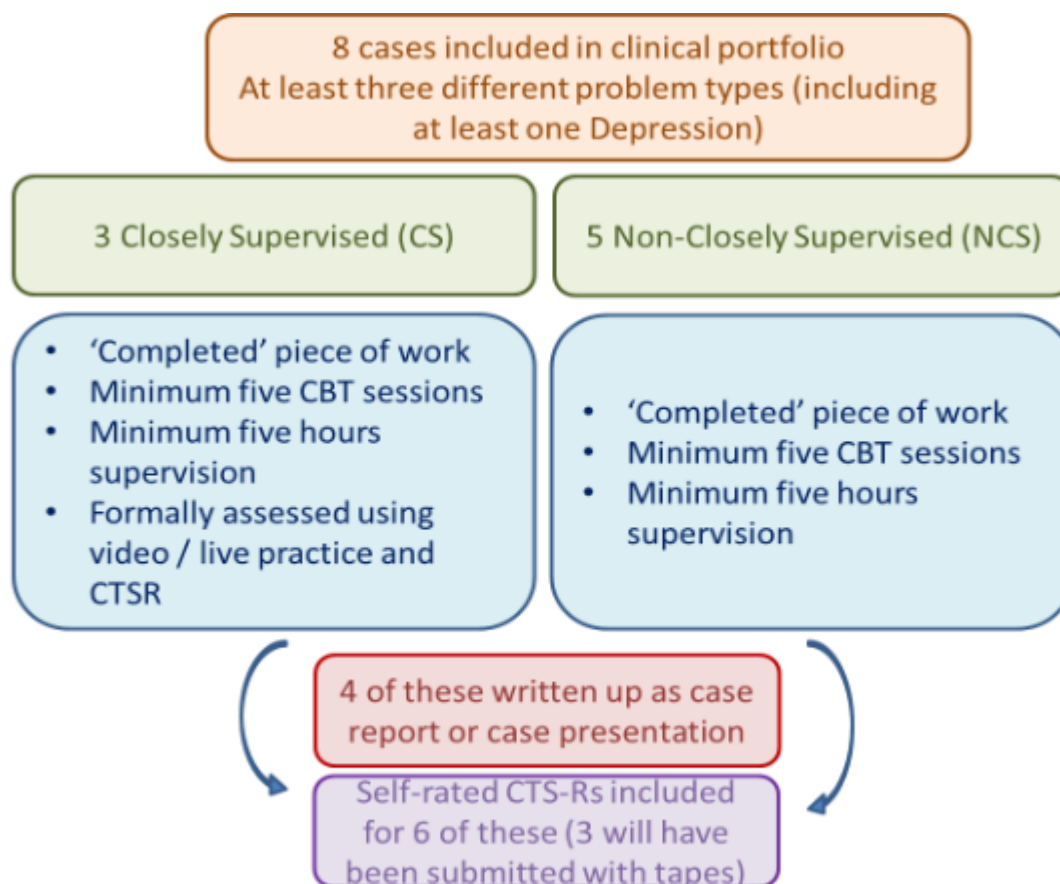 8 cases included in clinical portfolio
At least three different problem types (including
at least one Depression)
3 Closely Supervised (CS)
5 Non-Closely Supervised (NCS)
• ‘Completed’ piece of work
• Minimum five CBT sessions
• Minimum five hours
supervision
• Formally assessed using
video / live practice and
CTSR
• ‘Completed’ piece of work
• Minimum five CBT sessions
• Minimum five hours
supervision
4 of these written up as case
report or case presentation
Self-rated CTS-Rs included
for 6 of these (3 will have
been submitted with tapes)